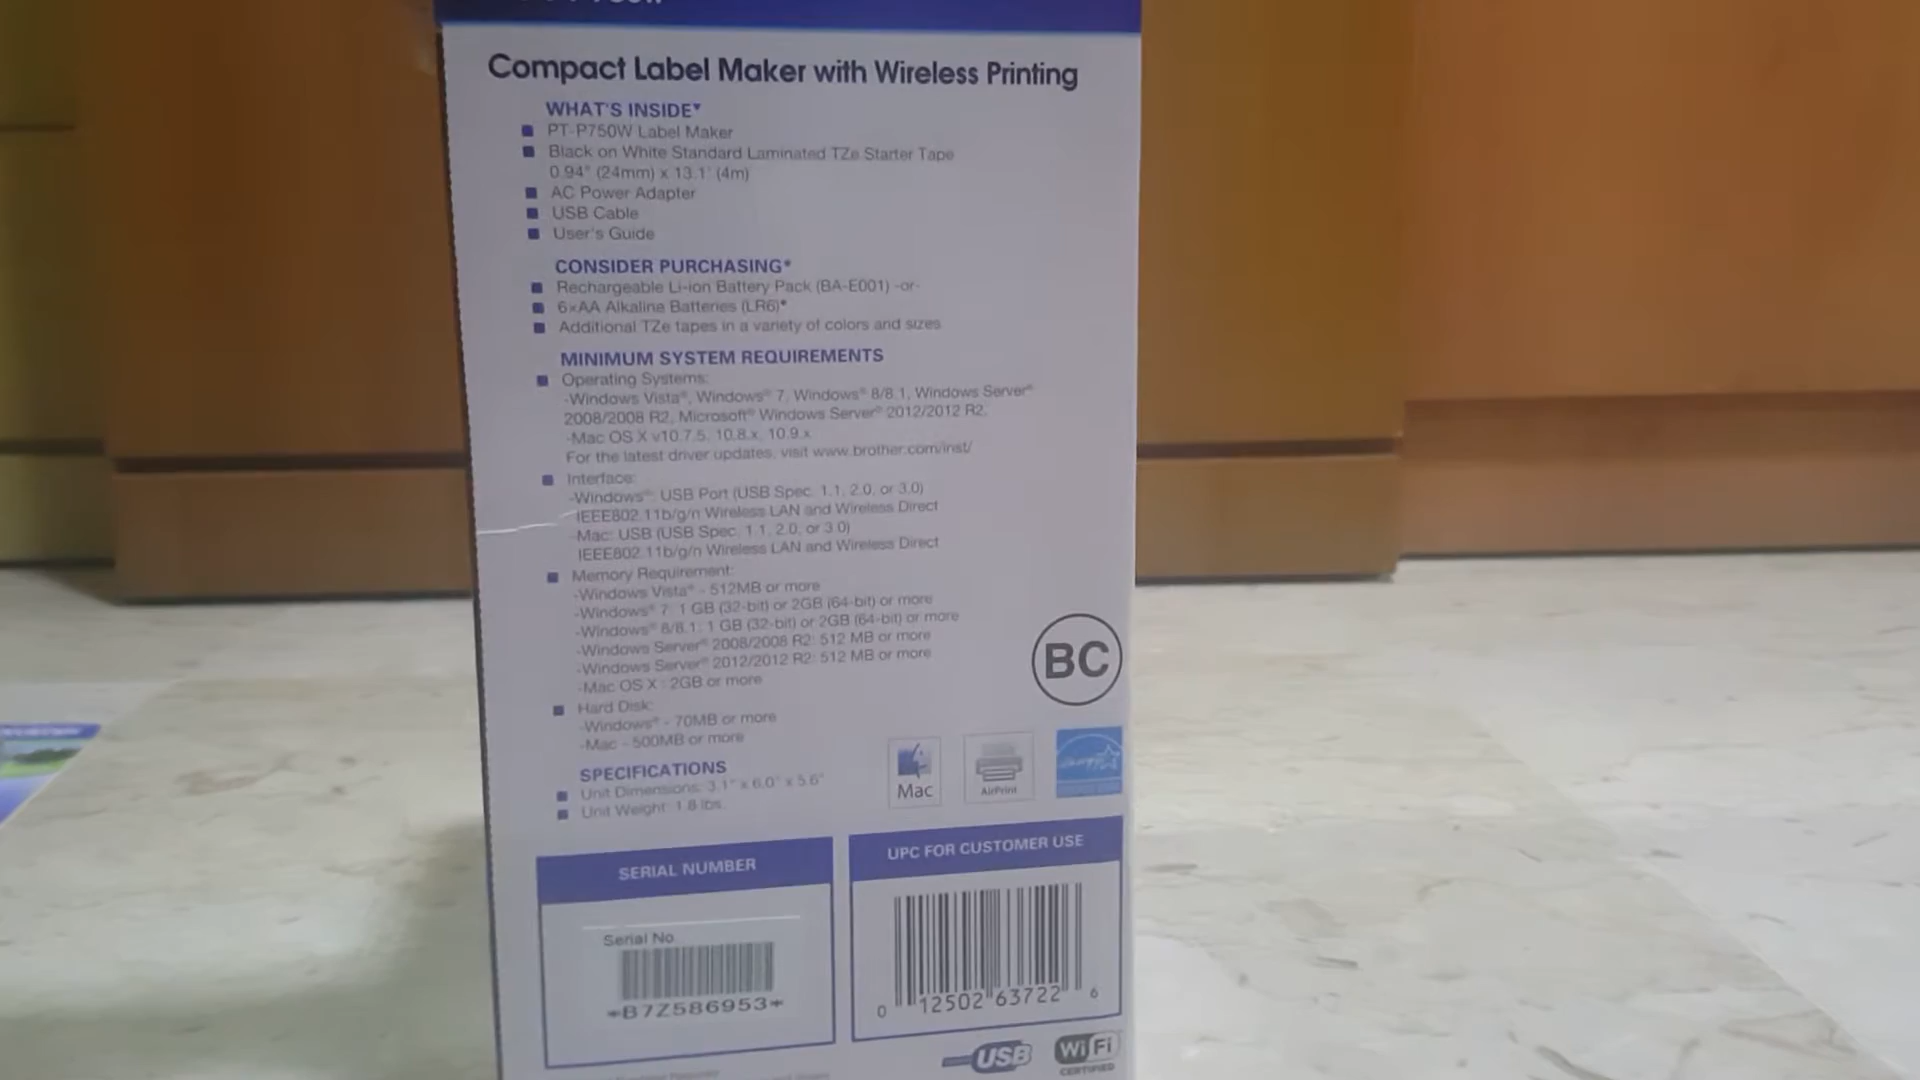 Compact Label Maker with Wireless Printing
WHAT'S INSIDE▼
PT-P750W Label Maker
Black on White Standard Laminated TZe Starter Tape
0.94" (24mm) x 13.1' (4m)
AC Power Adapter
USB Cable
User's Guide
CONSIDER PURCHASING*
Rechargeable Li-ion Battery Pack (BA-E001) -or-
6×AA Alkaline Batteries (LR6)*
Additional TZe tapes in a variety of colors and sizes
MINIMUM SYSTEM REQUIREMENTS
Operating Systems:
-Windows Vista®, Windows® 7, Windows® 8/8.1, Windows Server®
2008/2008 R2, Microsoft® Windows Server® 2012/2012 R2,
-Mac OS X v10.7.5, 10.8.x, 10.9.x
For the latest driver updates, visit www.brother.com/inst/
Interface:
-Windows®: USB Port (USB Spec. 1.1, 2.0, or 3.0)
IEEE802.11b/g/n Wireless LAN and Wireless Direct
-Mac: USB (USB Spec. 1.1, 2.0, or 3.0)
IEEE802.11b/g/n Wireless LAN and Wireless Direct
Memory Requirement:
-Windows Vista® - 512MB or more
-Windows® 7: 1 GB (32-bit) or 2GB (64-bit) or more
-Windows® 8/8.1: 1 GB (32-bit) or 2GB (64-bit) or more
-Windows Server® 2008/2008 R2: 512 MB or more
-Windows Server® 2012/2012 R2: 512 MB or more
-Mac OS X : 2GB or more
BC
Hard Disk:
-Windows® - 70MB or more
-Mac - 500MB or more
SPECIFICATIONS
Unit Dimensions: 3.1" x 6.0" x 5.6"
Unit Weight: 1.8 lbs.
Mac
AirPrint
SERIAL NUMBER
Serial No
*B7Z586953*
UPC FOR CUSTOMER USE
0 12502 63722 6
USB
Wi Fi
CERTIFIED